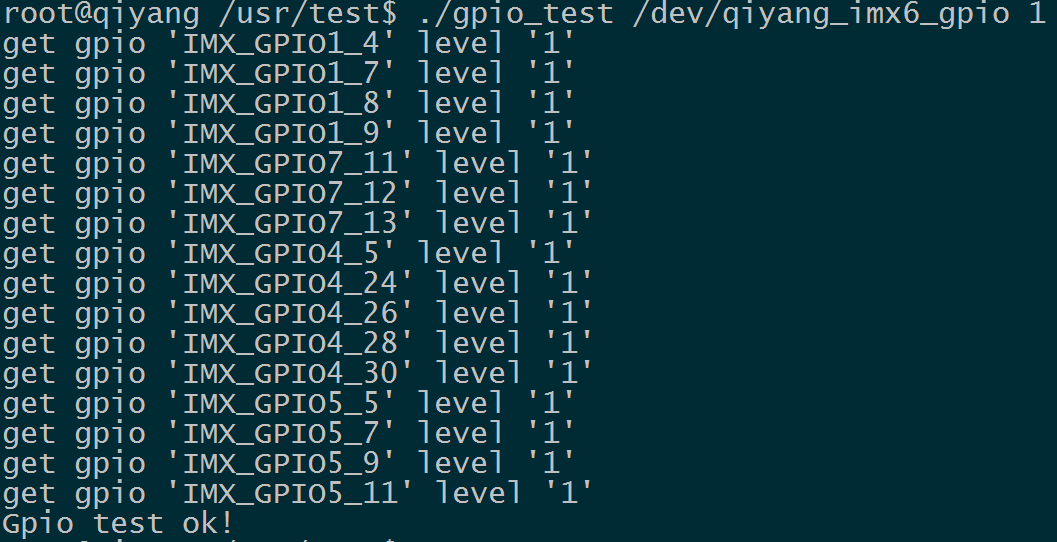 root@qiyang /usr/test$ ./gpio_test /dev/qiyang_imx6_gpio 1
get gpio 'IMX_GPIO1_4' level '1'
get gpio 'IMX_GPIO1_7' level '1'
get gpio 'IMX_GPIO1_8' level '1'
get gpio 'IMX_GPIO1_9' level '1'
get gpio 'IMX_GPIO7_11' level '1'
get gpio 'IMX_GPIO7_12' level '1'
get gpio 'IMX_GPIO7_13' level '1'
get gpio 'IMX_GPIO4_5' level '1'
get gpio 'IMX_GPIO4_24' level '1'
get gpio 'IMX_GPIO4_26' level '1'
get gpio 'IMX_GPIO4_28' level '1'
get gpio 'IMX_GPIO4_30' level '1'
get gpio 'IMX_GPIO5_5' level '1'
get gpio 'IMX_GPIO5_7' level '1'
get gpio 'IMX_GPIO5_9' level '1'
get gpio 'IMX_GPIO5_11' level '1'
Gpio test ok!